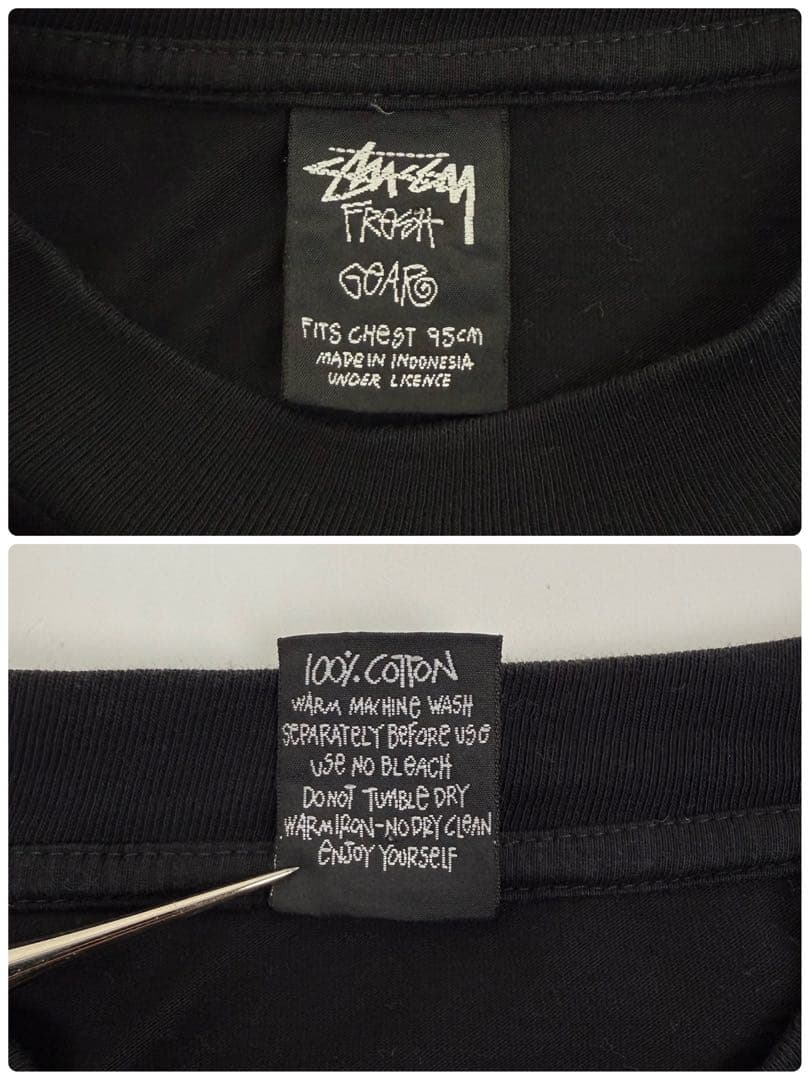 STÜSSY
FRESH
GEAR
FITS CHEST 95CM
MADE IN INDONESIA
UNDER LICENCE
100% COTTON
WARM MACHINE WASH
SEPARATELY BEFORE USE
USE NO BLEACH
DO NOT TUMBLE DRY
WARM IRON-NO DRY CLEAN
ENJOY YOURSELF